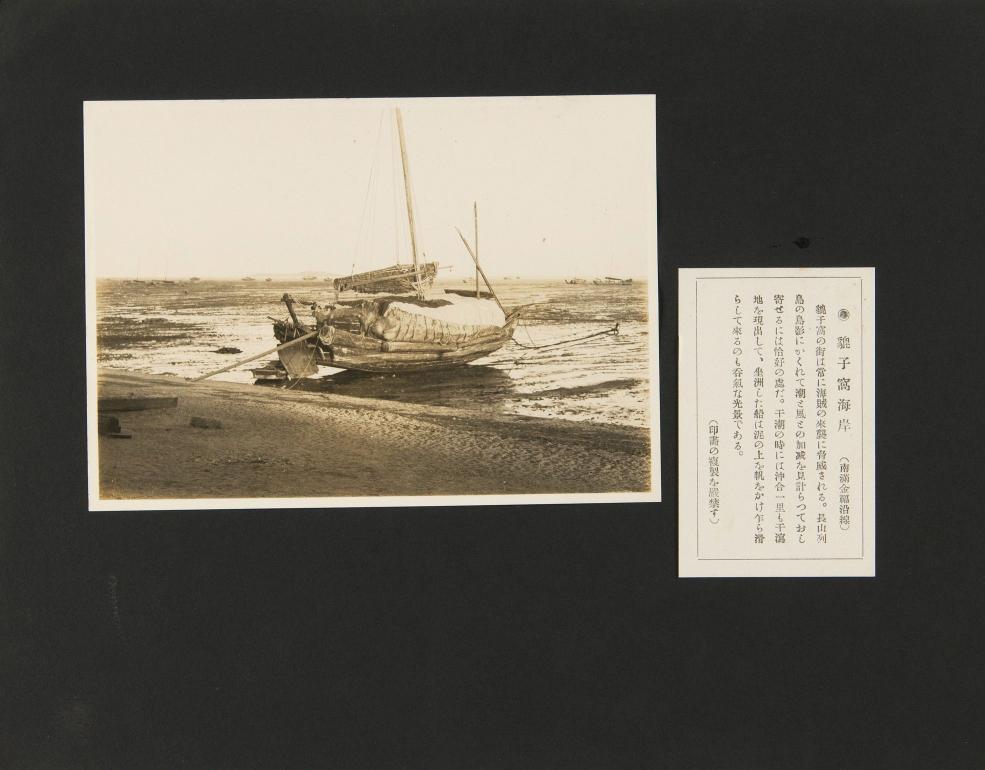 貔子窩海岸 (南滿金福沿線)
貔子窩の街は常に海賊の來襲に脅威される。長山列
島の島影にかくれて潮と風との加減を見計らつておし
寄せるには恰好の處だ。干潮の時には沖合一里も干瀉
地を現出して、坐洲した船は泥の上を帆をかけ乍ら滑
らして來るのも呑氣な光景である。
(印畫の複製を嚴禁す)